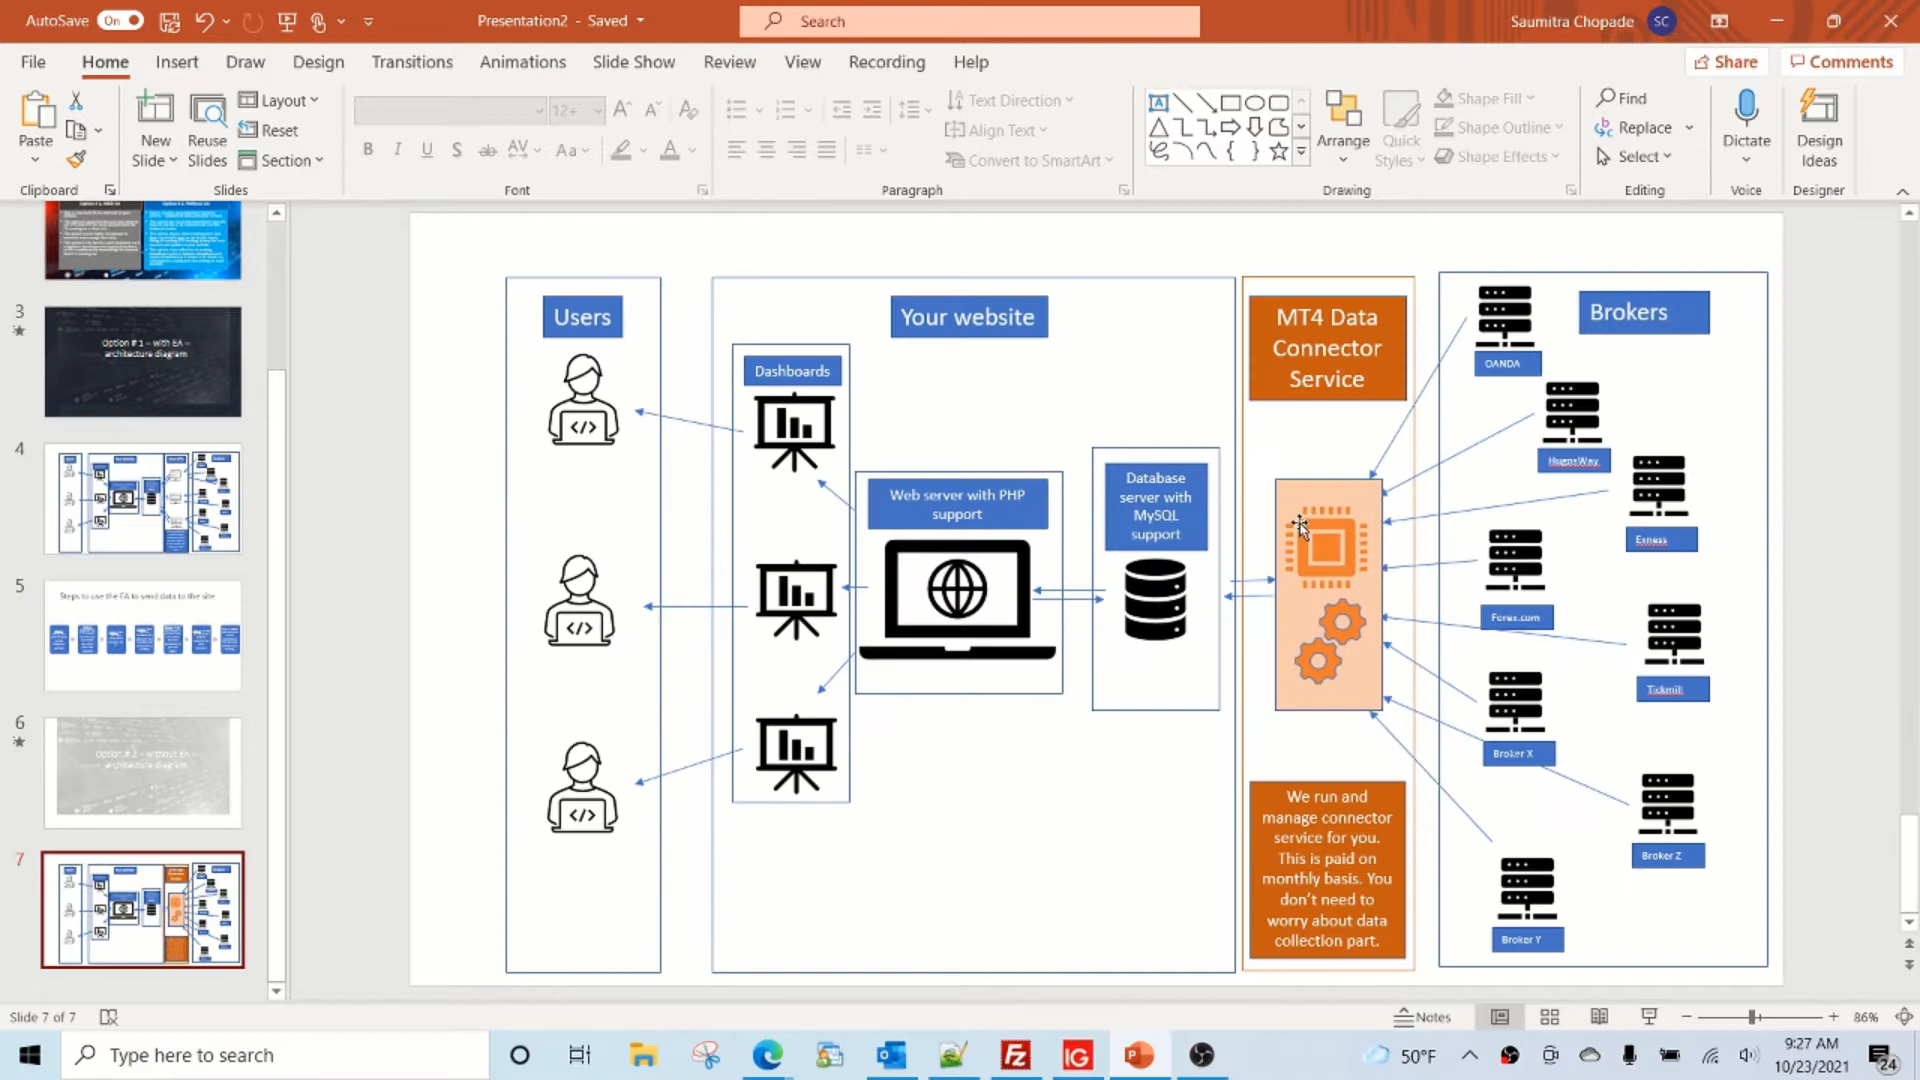 AutoSave On
Presentation2 - Saved
Search
Saumitra Chopade
SC
File
Home
Insert
Draw
Design
Transitions
Animations
Slide Show
Review
View
Recording
Help
Share
Comments
Paste
New
Slide
Reuse
Slides
Layout
Reset
Section
12+
Text Direction
Align Text
Convert to SmartArt
Arrange
Quick
Styles
Shape Fill
Shape Outline
Shape Effects
Find
Replace
Select
Dictate
Design
Ideas
Clipboard
Slides
Font
Paragraph
Drawing
Editing
Voice
Designer
3
Option # 1 – with EA –
architecture diagram
4
5
Steps to use the EA to send data to the site
6
Option # 2 – without EA –
architecture diagram
7
Users
Your website
Dashboards
Web server with PHP
support
Database
server with
MySQL
support
MT4 Data
Connector
Service
We run and
manage connector
service for you.
This is paid on
monthly basis. You
don't need to
worry about data
collection part.
Brokers
OANDA
HugosWay
Exness
Forex.com
Tickmill
Broker X
Broker Z
Broker Y
Slide 7 of 7
Notes
86%
Type here to search
50°F
9:27 AM
10/23/2021
24